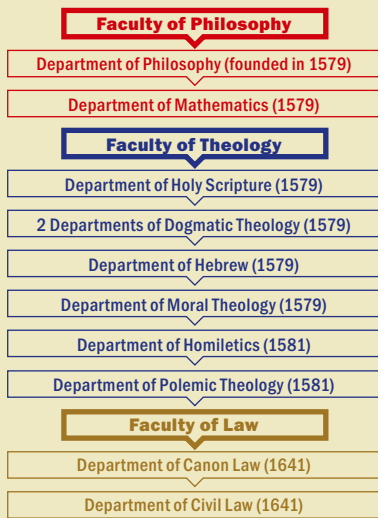 Faculty of Philosophy
Department of Philosophy (founded in 1579)
Department of Mathematics (1579)
Faculty of Theology
Department of Holy Scripture (1579)
2 Departments of Dogmatic Theology (1579)
Department of Hebrew (1579)
Department of Moral Theology (1579)
Department of Homiletics (1581)
Department of Polemic Theology (1581)
Faculty of Law
Department of Canon Law (1641)
Department of Civil Law (1641)